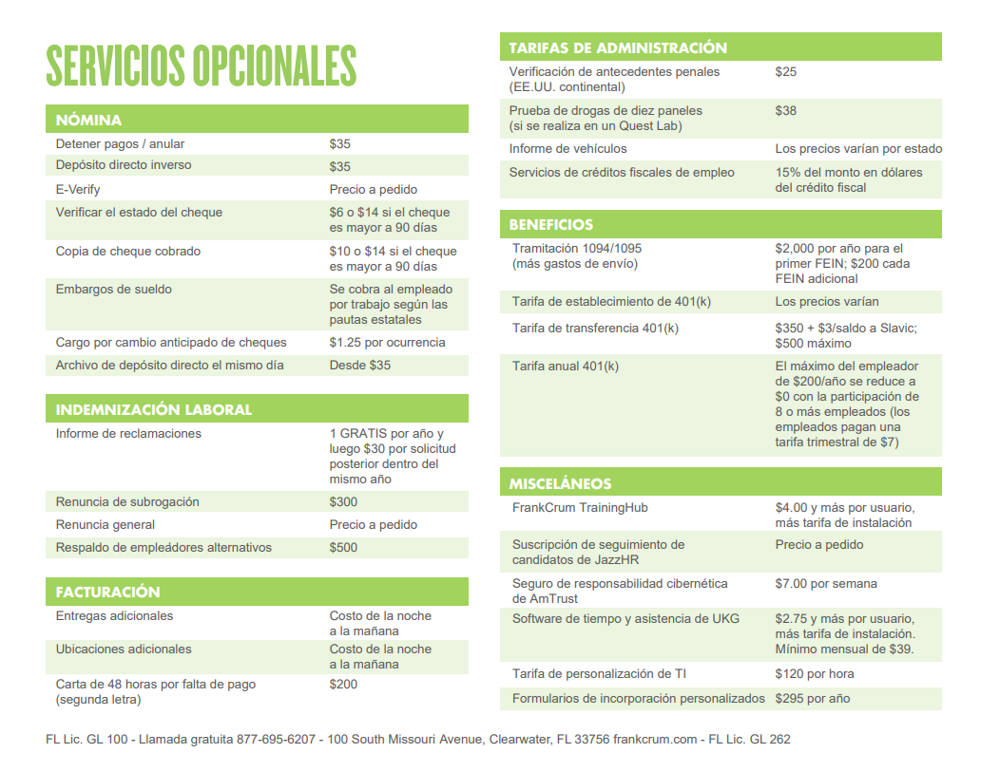 SERVICIOS OPCIONALES
NÓMINA
Detener pagos / anular $35
Depósito directo inverso $35
E-Verify Precio a pedido
Verificar el estado del cheque $6 o $14 si el cheque
es mayor a 90 días
Copia de cheque cobrado $10 o $14 si el cheque
es mayor a 90 días
Embargos de sueldo Se cobra al empleado
por trabajo según las
pautas estatales
Cargo por cambio anticipado de cheques $1.25 por ocurrencia
Archivo de depósito directo el mismo día Desde $35
INDEMNIZACIÓN LABORAL
Informe de reclamaciones 1 GRATIS por año y
luego $30 por solicitud
posterior dentro del
mismo año
Renuncia de subrogación $300
Renuncia general Precio a pedido
Respaldo de empleádores alternativos $500
FACTURACIÓN
Entregas adicionales Costo de la noche
a la mañana
Ubicaciones adicionales Costo de la noche
a la mañana
Carta de 48 horas por falta de pago $200
(segunda letra)
TARIFAS DE ADMINISTRACIÓN
Verificación de antecedentes penales $25
(EE.UU. continental)
Prueba de drogas de diez paneles $38
(si se realiza en un Quest Lab)
Informe de vehículos Los precios varían por estado
Servicios de créditos fiscales de empleo 15% del monto en dólares
del crédito fiscal
BENEFICIOS
Tramitación 1094/1095 $2,000 por año para el
(más gastos de envío) primer FEIN; $200 cada
FEIN adicional
Tarifa de establecimiento de 401(k) Los precios varían
Tarifa de transferencia 401(k) $350 + $3/saldo a Slavic;
$500 máximo
Tarifa anual 401(k) El máximo del empleador
de $200/año se reduce a
$0 con la participación de
8 o más empleados (los
empleados pagan una
tarifa trimestral de $7)
MISCELÁNEOS
FrankCrum TrainingHub $4.00 y más por usuario,
más tarifa de instalación
Suscripción de seguimiento de Precio a pedido
candidatos de JazzHR
Seguro de responsabilidad cibernética $7.00 por semana
de AmTrust
Software de tiempo y asistencia de UKG $2.75 y más por usuario,
más tarifa de instalación.
Mínimo mensual de $39.
Tarifa de personalización de TI $120 por hora
Formularios de incorporación personalizados $295 por año
FL Lic. GL 100 - Llamada gratuita 877-695-6207 - 100 South Missouri Avenue, Clearwater, FL 33756 frankcrum.com - FL Lic. GL 262